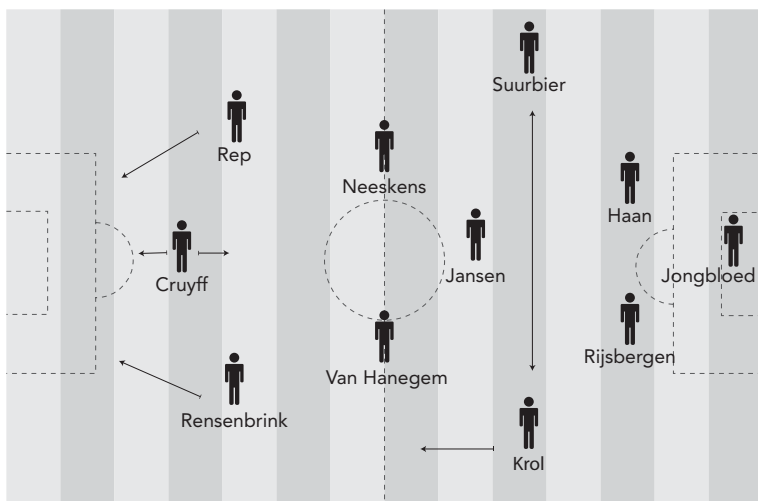 Suurbier
Rep
Neeskens
Haan
Cruyff
Jansen
Jongbloed
Rijsbergen
Van Hanegem
Rensenbrink
Krol